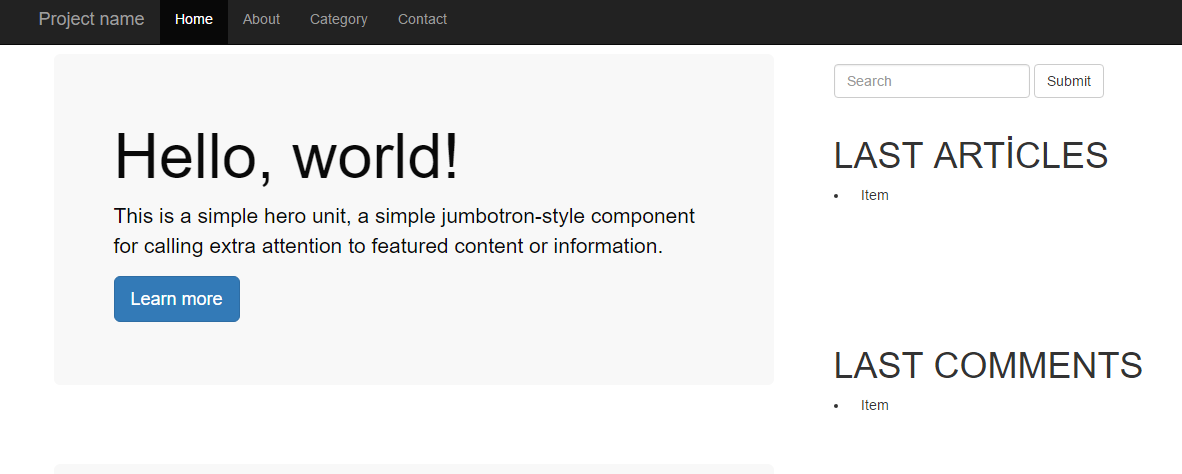 Project name Home About Category Contact
Search Submit
Hello, world!
This is a simple hero unit, a simple jumbotron-style component
for calling extra attention to featured content or information.
Learn more
LAST ARTİCLES
Item
LAST COMMENTS
Item